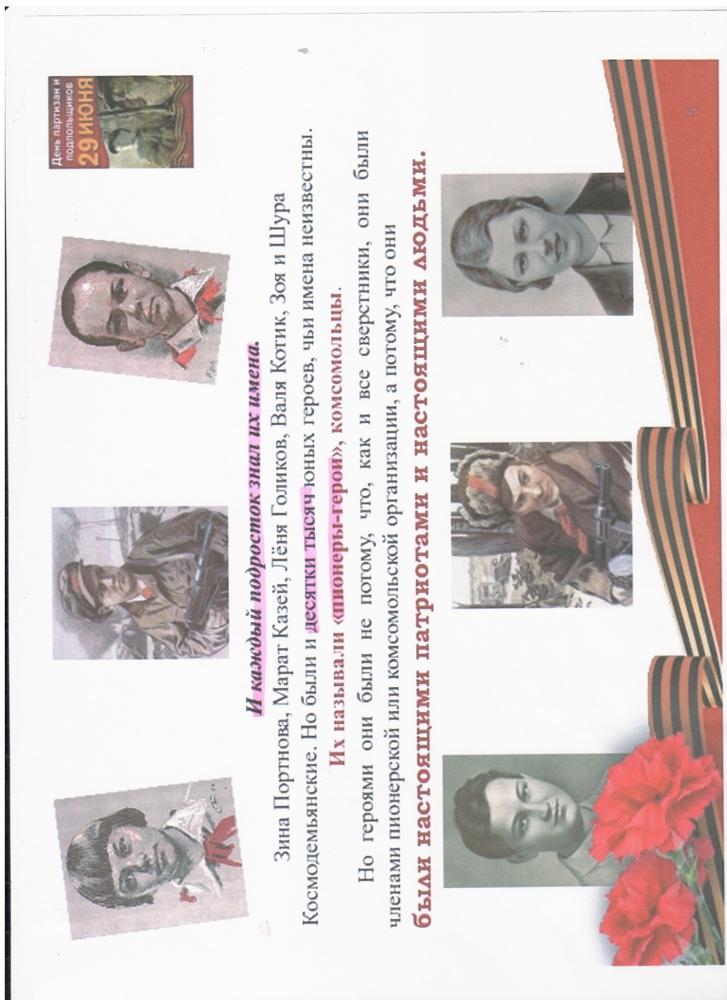 День партизан и
подпольщиков
29 ИЮНЯ
И каждый подросток знал их имена.
Зина Портнова, Марат Казей, Лёня Голиков, Валя Котик, Зоя и Шура
Космодемьянские. Но были и десятки тысяч юных героев, чьи имена неизвестны.
Их называли «пионеры-герои», комсомольцы.
Но героями они были не потому, что, как и все сверстники, они были
членами пионерской или комсомольской организации, а потому, что они
были настоящими патриотами и настоящими людьми.
5